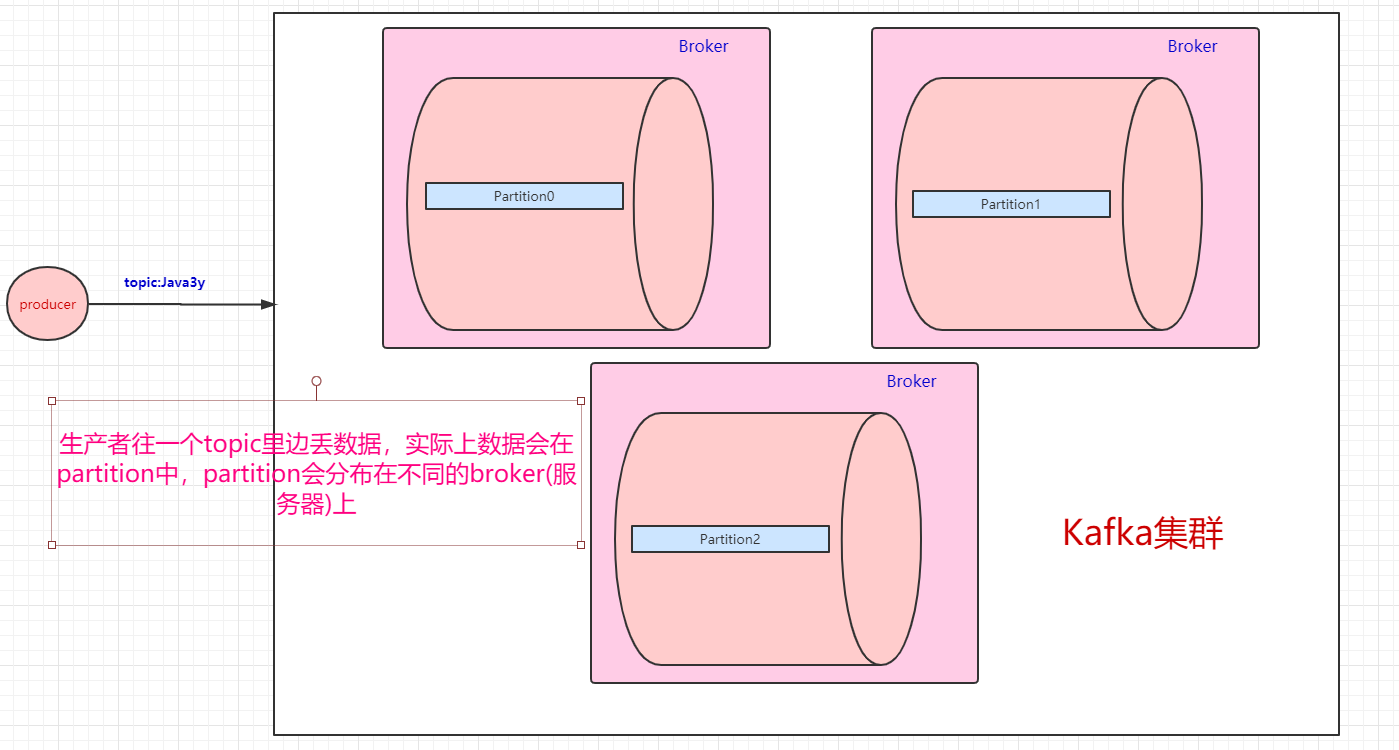 Broker
Broker
Partition0
Partition1
topic:Java3y
producer
Broker
生产者往一个topic里边丢数据，实际上数据会在
partition中，partition会分布在不同的broker(服
务器)上
Partition2
Kafka集群